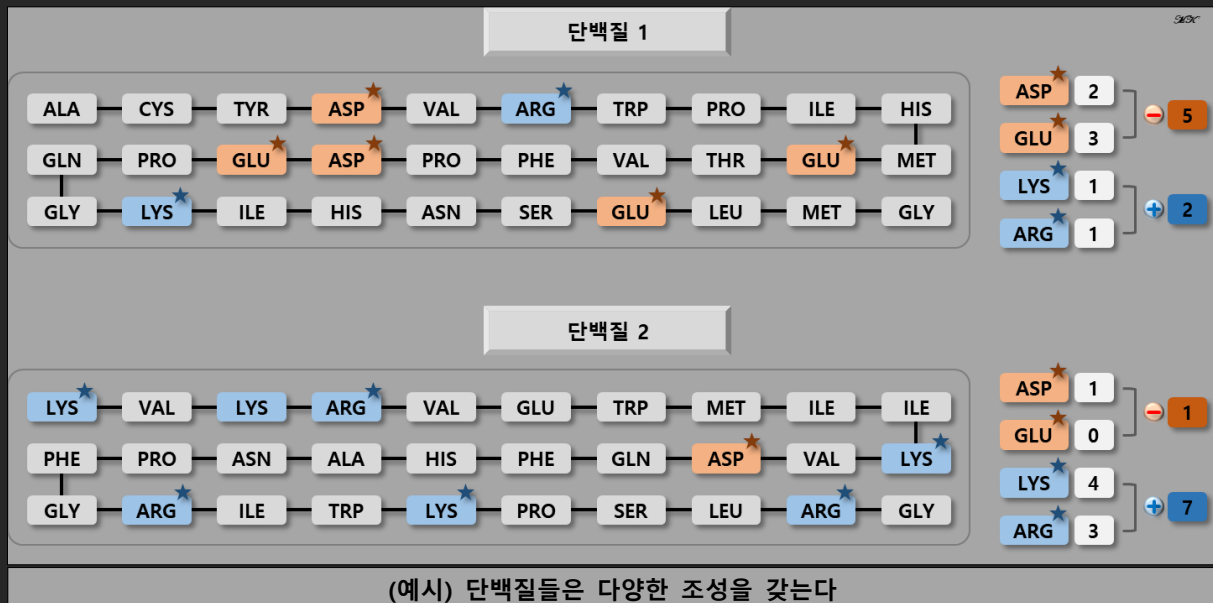 단백질 1
ALA CYS TYR ASP VAL ARG TRP PRO ILE HIS
GLN PRO GLU ASP PRO PHE VAL THR GLU MET
GLY LYS ILE HIS ASN SER GLU LEU MET GLY
ASP 2
GLU 3
5
LYS 1
ARG 1
2
단백질 2
LYS VAL LYS ARG VAL GLU TRP MET ILE ILE
PHE PRO ASN ALA HIS PHE GLN ASP VAL LYS
GLY ARG ILE TRP LYS PRO SER LEU ARG GLY
ASP 1
GLU 0
1
LYS 4
ARG 3
7
(예시) 단백질들은 다양한 조성을 갖는다